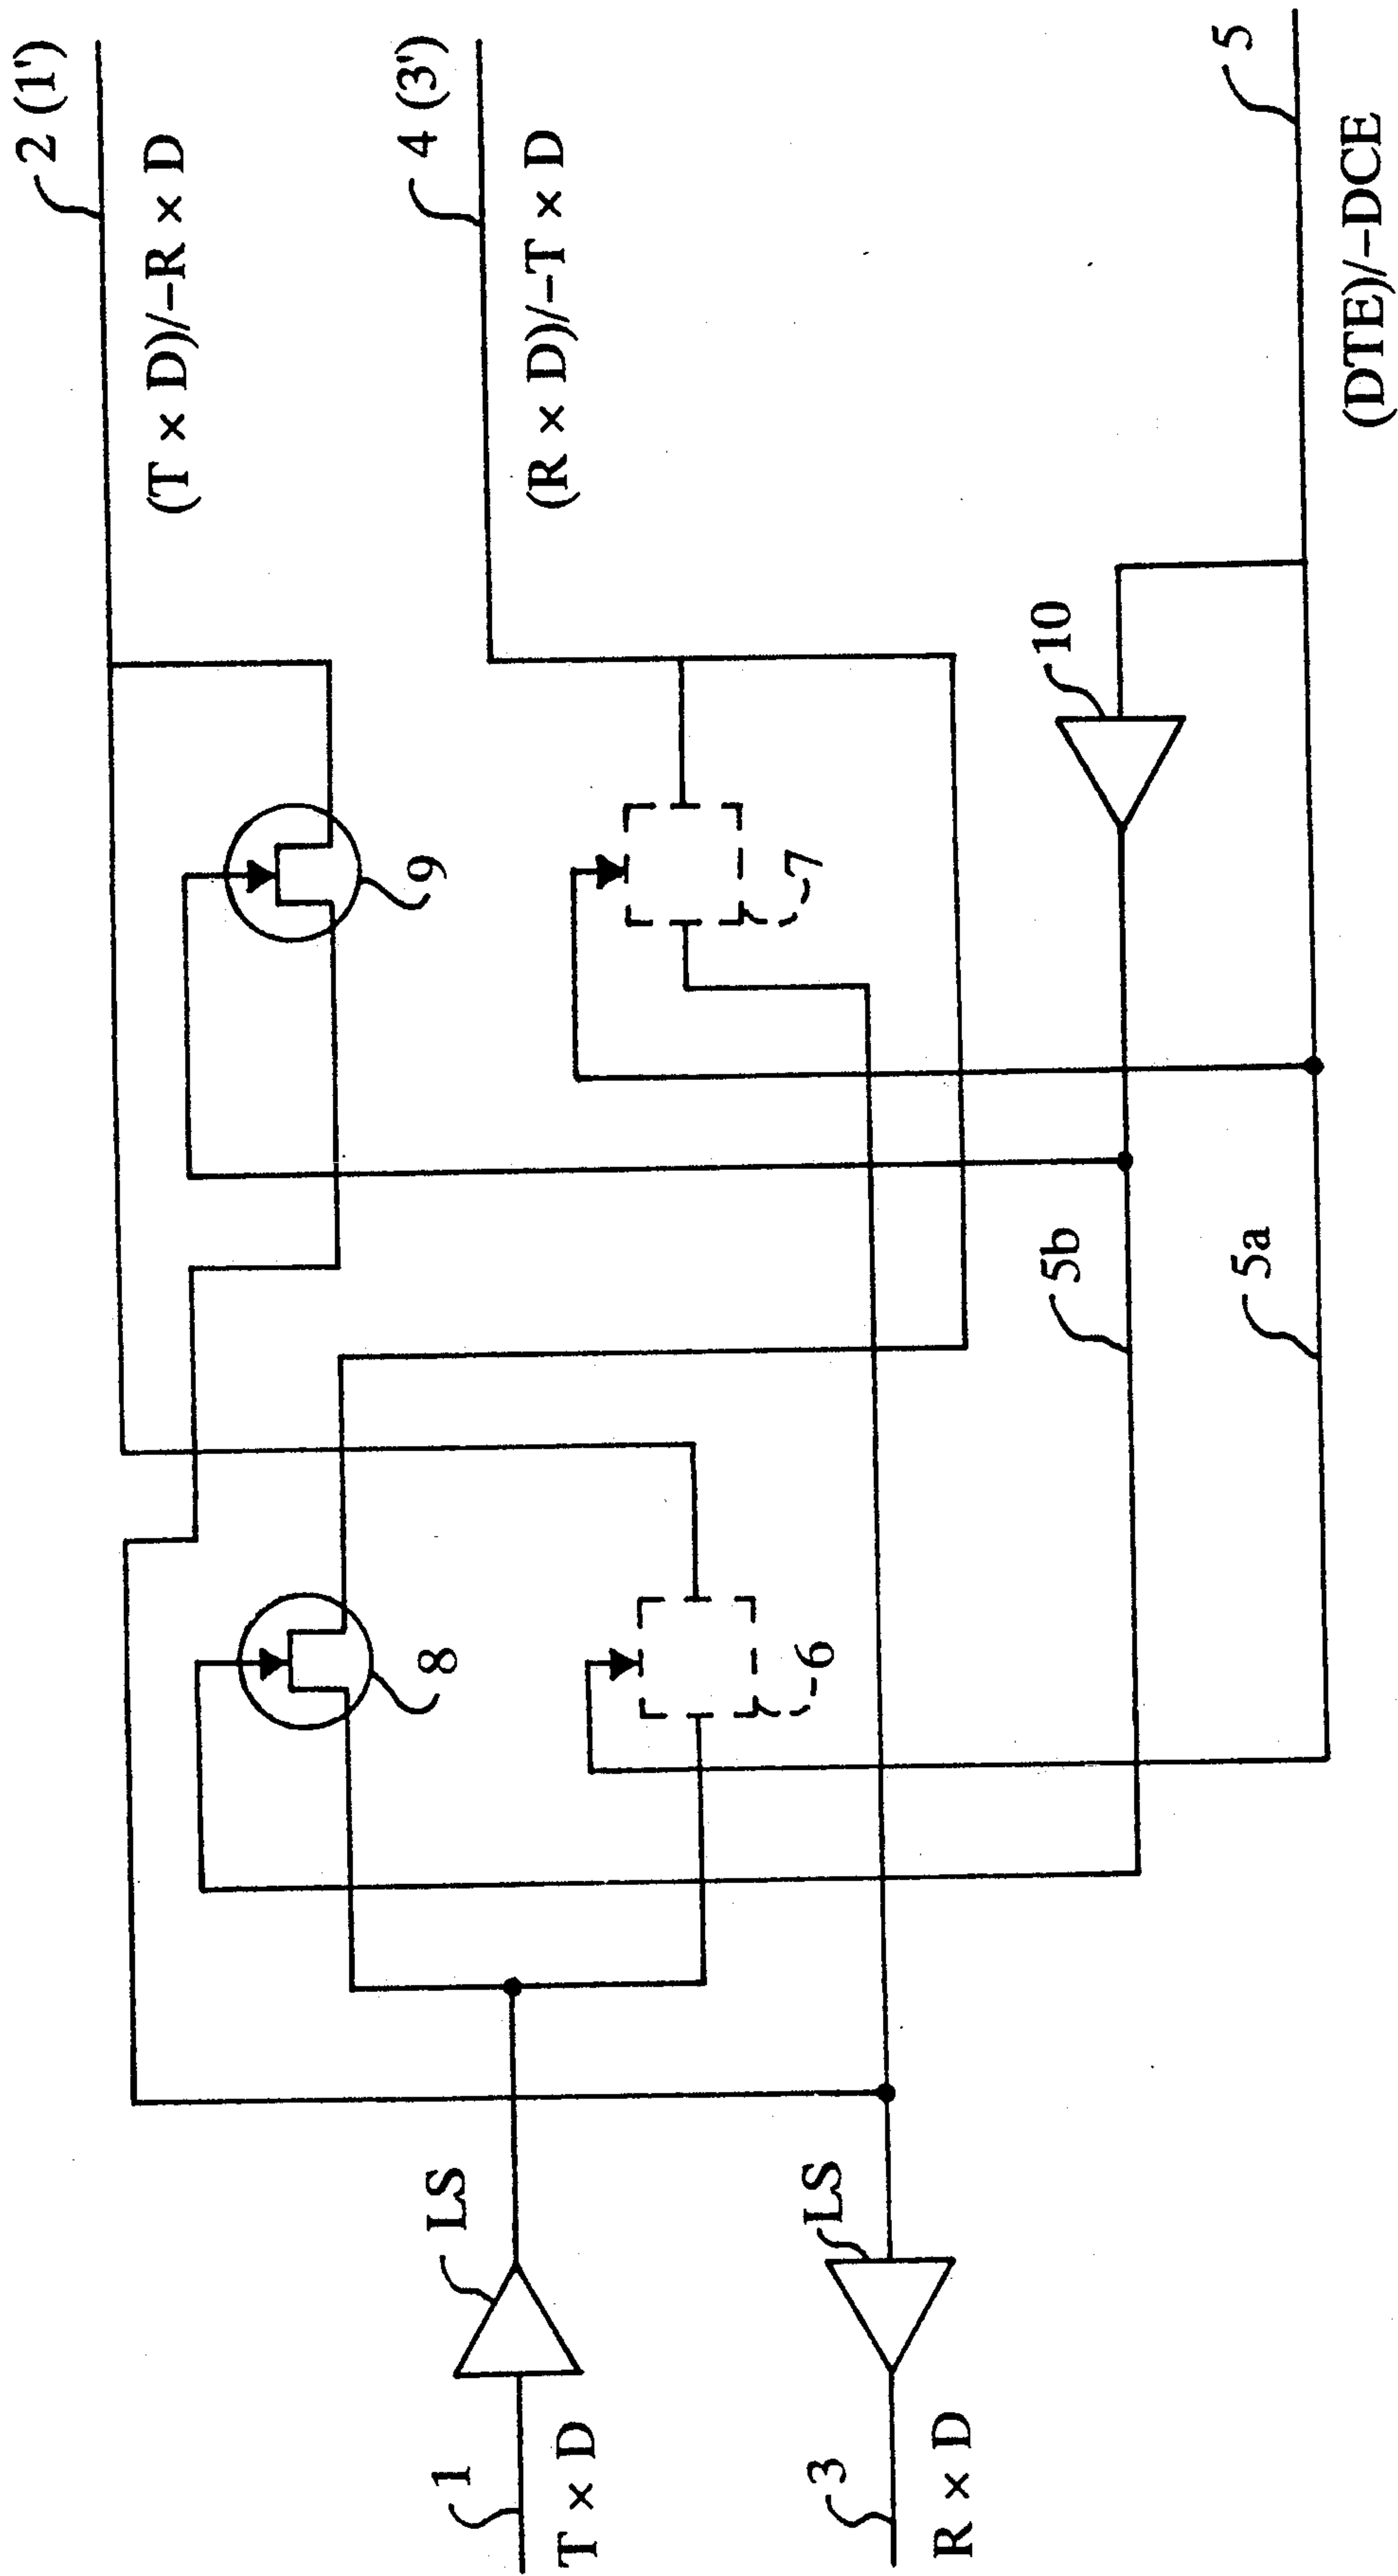 2 (1')
(T × D)/–R × D
4 (3')
(R × D)/–T × D
5
(DTE)/–DCE
9
7
10
8
6
5b
5a
LS
LS
1
T × D
3
R × D